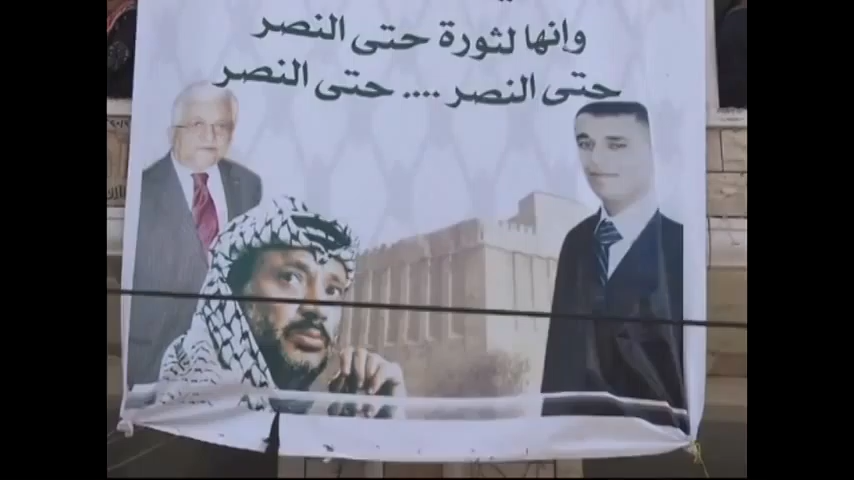 وانها لثورة حتى النصر
حتى النصر .... حتى النصر